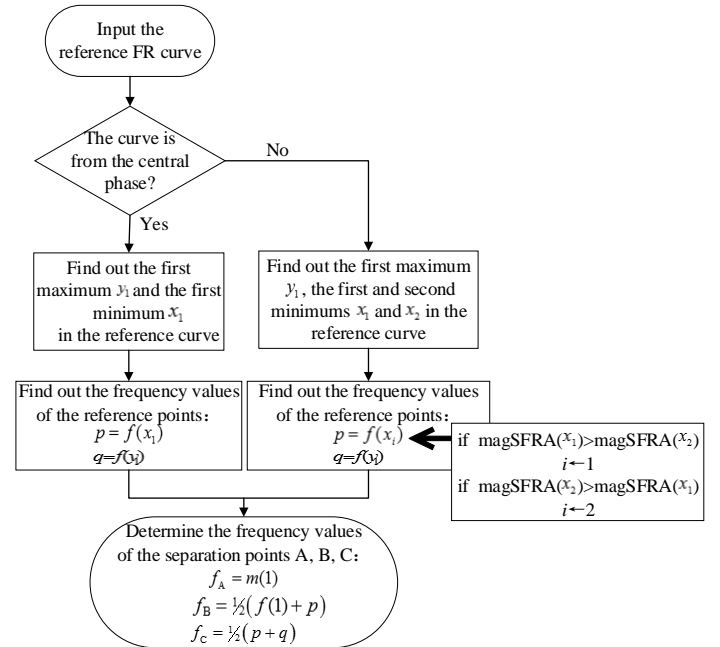 Input the
reference FR curve
The curve is
from the central
phase?
No
Yes
Find out the first
maximum y₁ and the first
minimum x₁
in the reference curve
Find out the first maximum
y₁, the first and second
minimums x₁ and x₂ in the
reference curve
Find out the frequency values
of the reference points：
p = f(x₁)
q=f(y₁)
Find out the frequency values
of the reference points：
p = f(xᵢ)
q=f(y₁)
if magSFRA(x₁)>magSFRA(x₂)
i←1
if magSFRA(x₂)>magSFRA(x₁)
i←2
Determine the frequency values
of the separation points A, B, C：
f_A = m(1)
f_B = ½(f(1) + p)
f_C = ½(p + q)